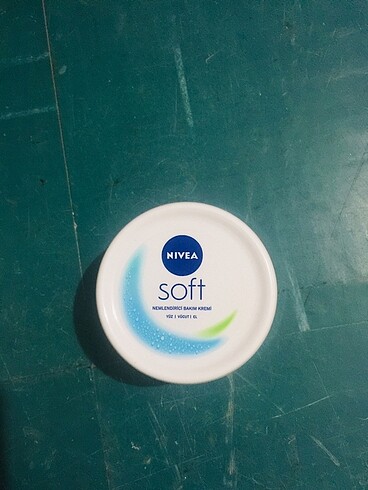 NIVEA
soft
NEMLENDİRİCİ BAKIM KREMİ
YÜZ | VÜCUT | EL